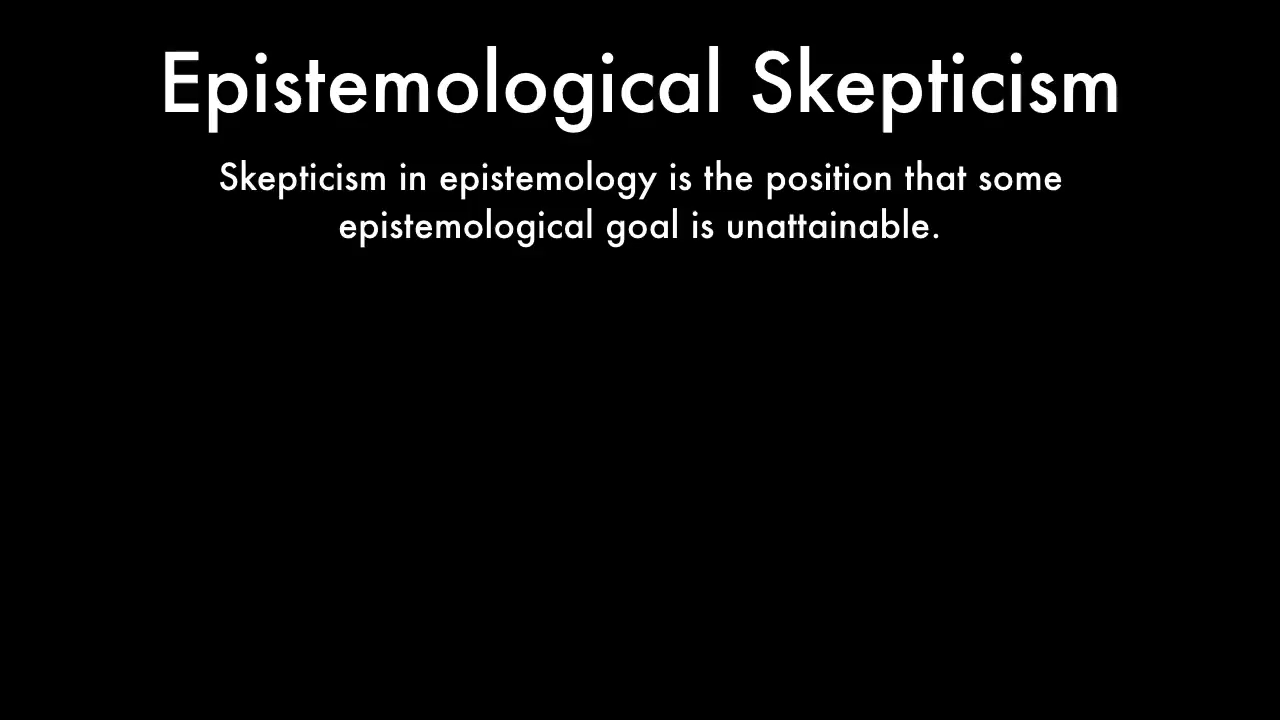 Epistemological Skepticism
Skepticism in epistemology is the position that some
epistemological goal is unattainable.